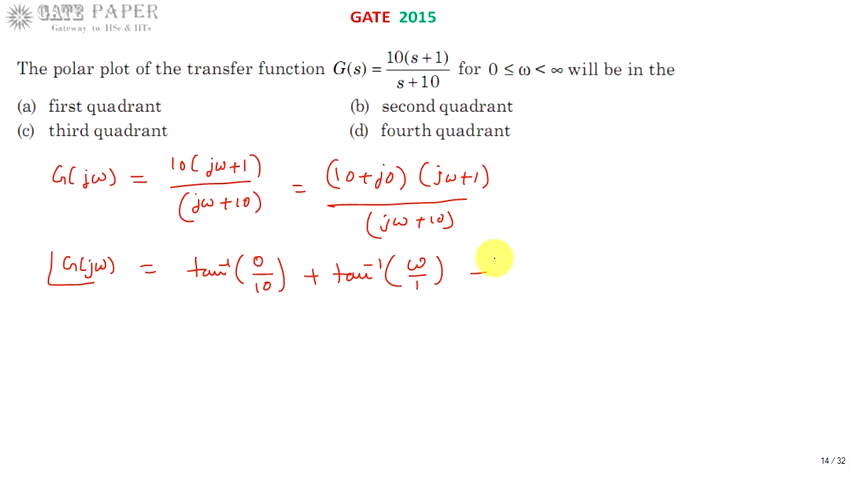 GATE PAPER
Gateway to IISc & IITs
GATE 2015
The polar plot of the transfer function G(s) = 10(s+1) / s+10 for 0 ≤ ω < ∞ will be in the
(a) first quadrant (b) second quadrant
(c) third quadrant (d) fourth quadrant
G(jω) = 10(jω+1) / (jω+10) = (10+j0)(jω+1) / (jω+10)
∠G(jω) = tan⁻¹(0/10) + tan⁻¹(ω/1) −
14 / 32